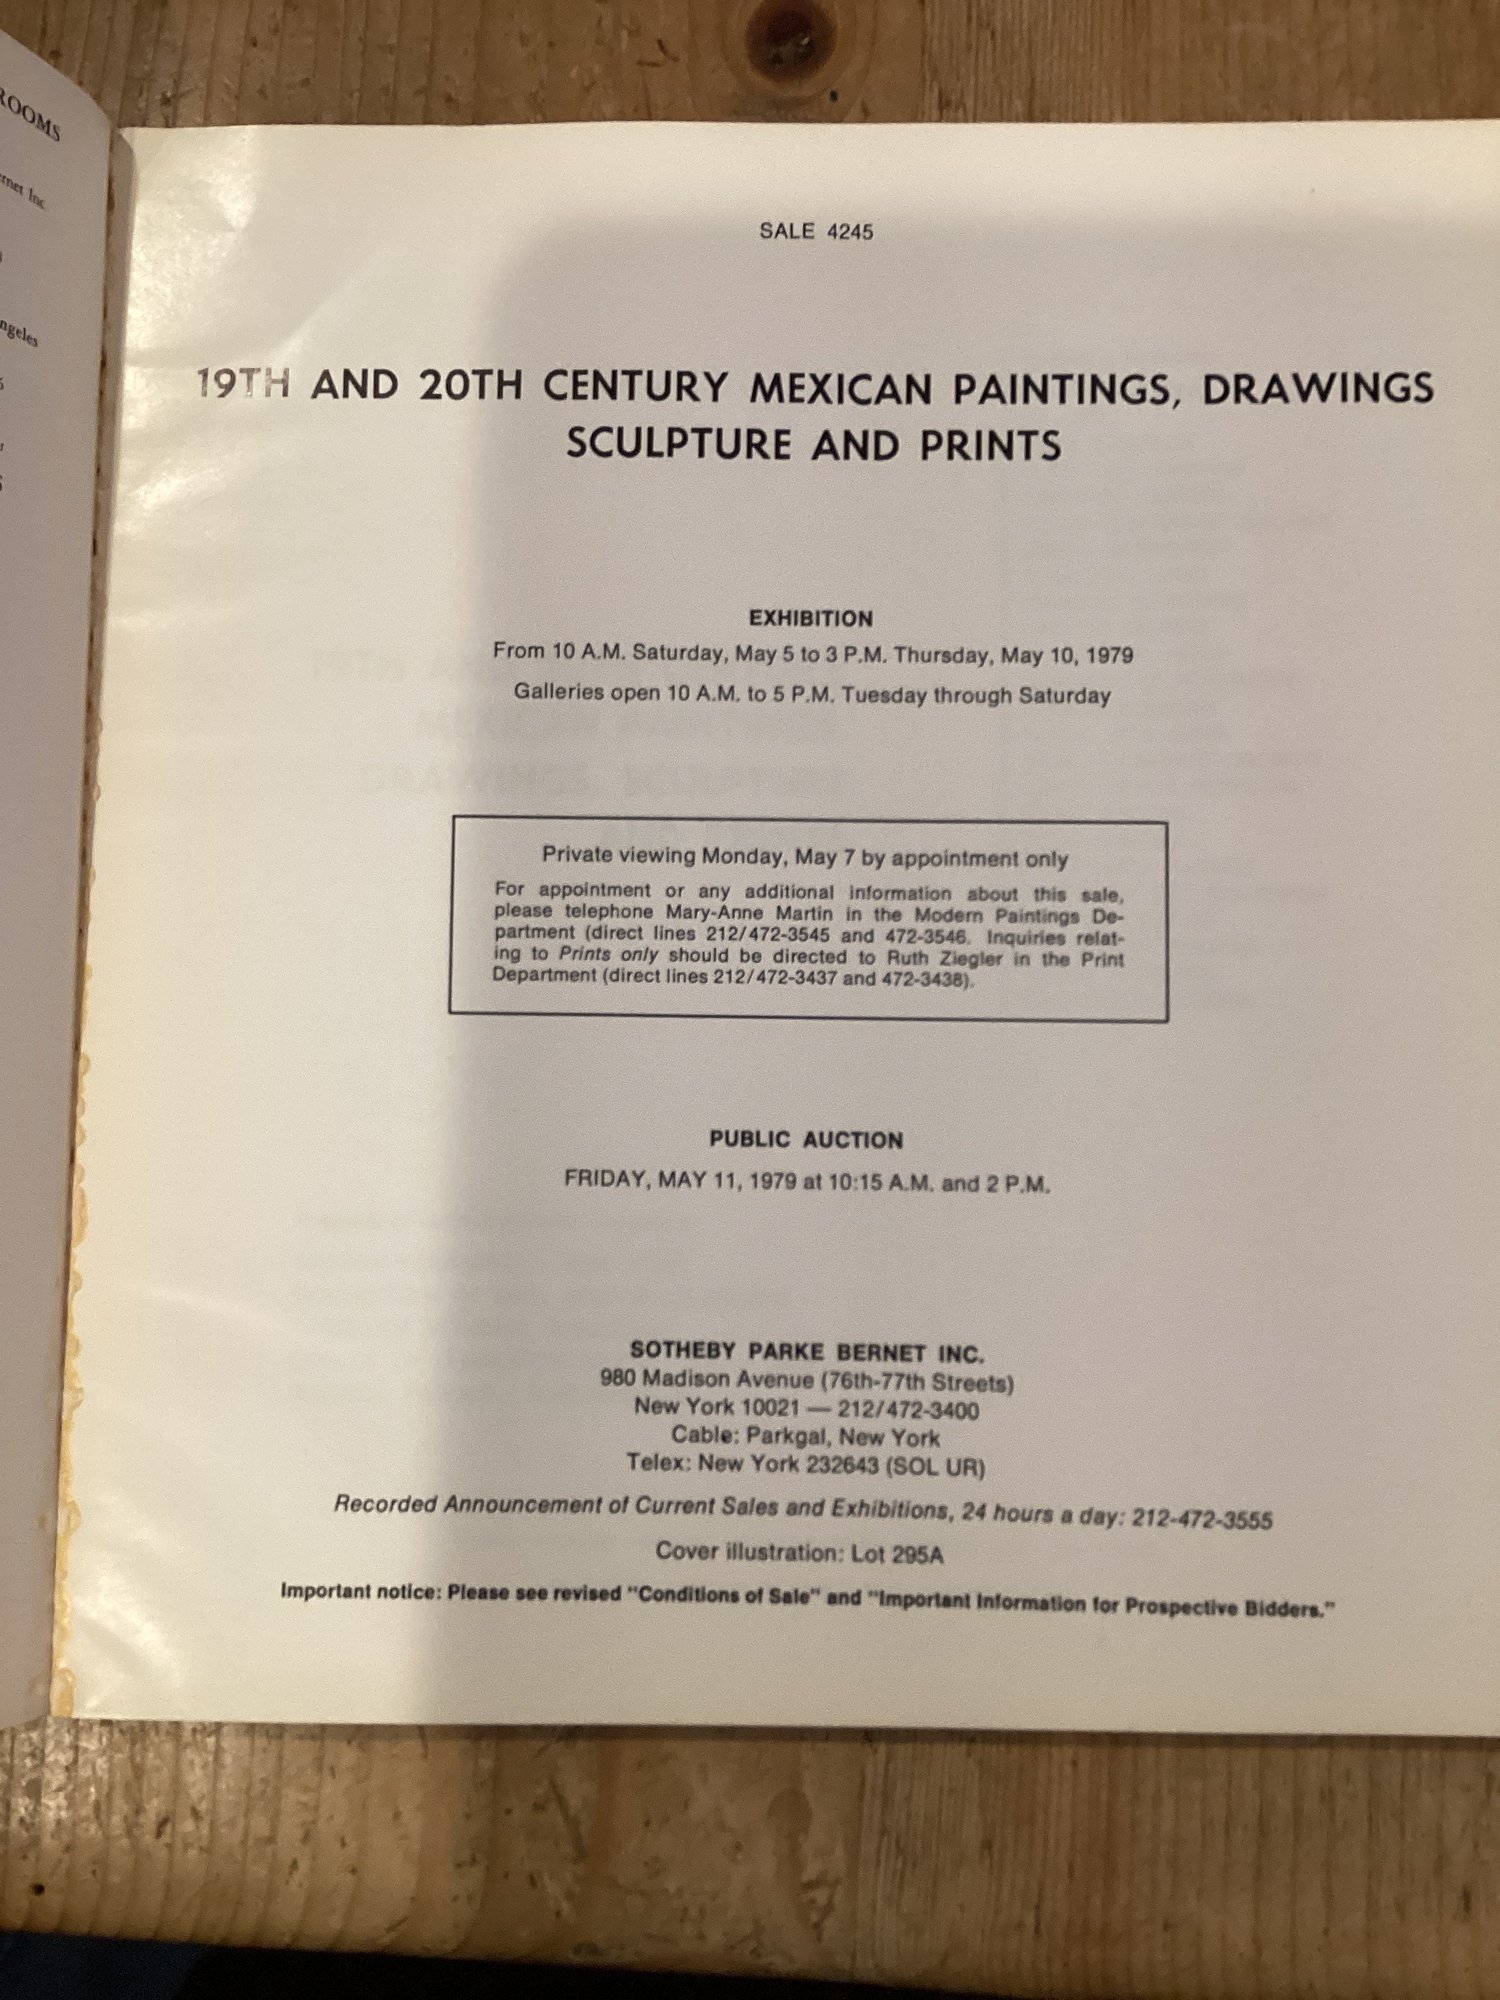 ROOMS
ernet Inc.
ngeles
SALE 4245
19TH AND 20TH CENTURY MEXICAN PAINTINGS, DRAWINGS
SCULPTURE AND PRINTS
EXHIBITION
From 10 A.M. Saturday, May 5 to 3 P.M. Thursday, May 10, 1979
Galleries open 10 A.M. to 5 P.M. Tuesday through Saturday
Private viewing Monday, May 7 by appointment only
For appointment or any additional information about this sale,
please telephone Mary-Anne Martin in the Modern Paintings De-
partment (direct lines 212/472-3545 and 472-3546. Inquiries relat-
ing to Prints only should be directed to Ruth Ziegler in the Print
Department (direct lines 212/472-3437 and 472-3438).
PUBLIC AUCTION
FRIDAY, MAY 11, 1979 at 10:15 A.M. and 2 P.M.
SOTHEBY PARKE BERNET INC.
980 Madison Avenue (76th-77th Streets)
New York 10021 — 212/472-3400
Cable: Parkgal, New York
Telex: New York 232643 (SOL UR)
Recorded Announcement of Current Sales and Exhibitions, 24 hours a day: 212-472-3555
Cover illustration: Lot 295A
Important notice: Please see revised "Conditions of Sale" and "Important Information for Prospective Bidders."